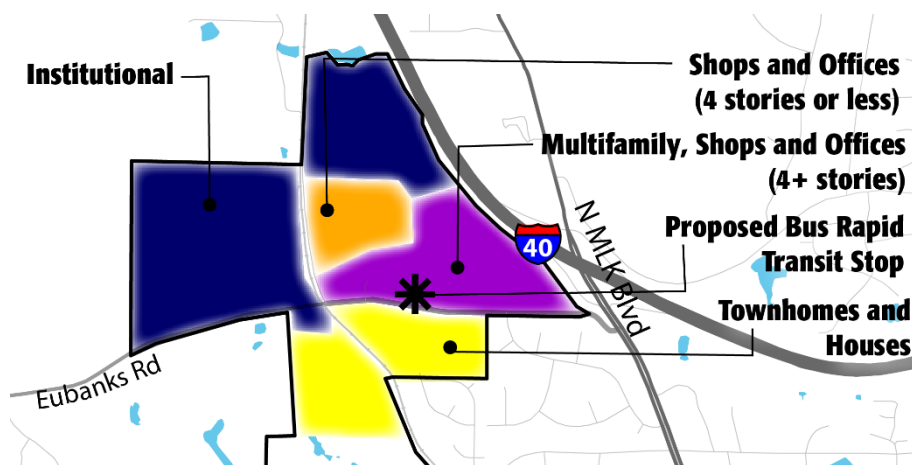 Institutional
Shops and Offices
(4 stories or less)
Multifamily, Shops and Offices
(4+ stories)
N MLK Blvd
Proposed Bus Rapid
Transit Stop
40
Townhomes and
Houses
Eubanks Rd